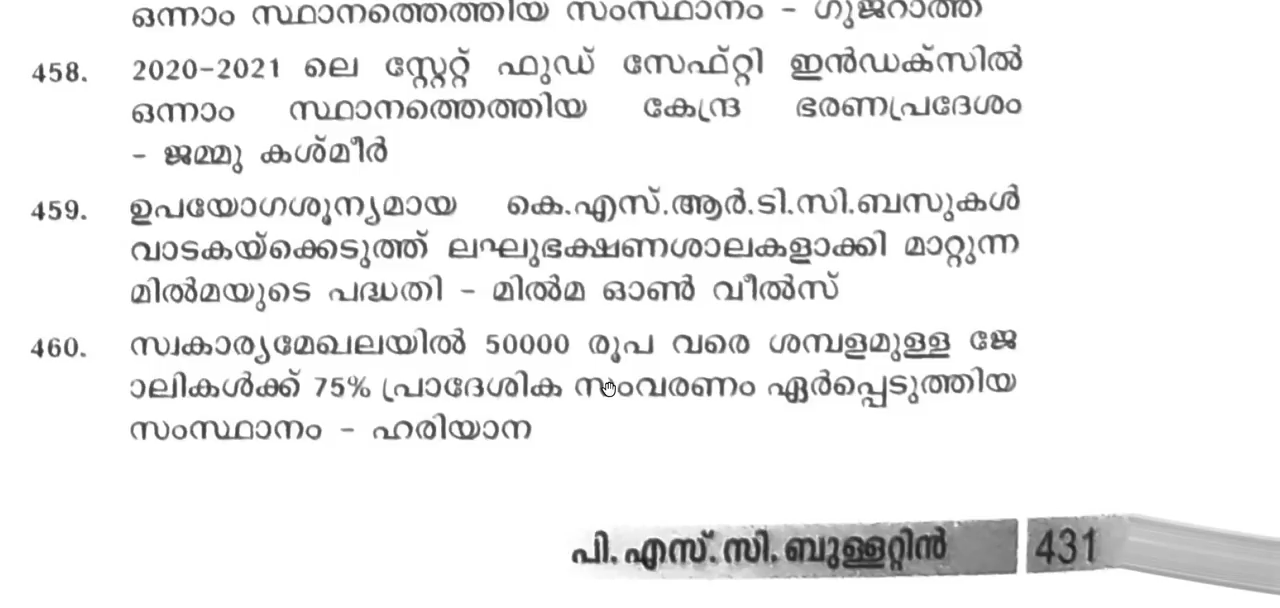 ഒന്നാം സ്ഥാനത്തെത്തിയ സംസ്ഥാനം - ഗുജറാത്ത്
458. 2020-2021 ലെ സ്റ്റേറ്റ് ഫുഡ് സേഫ്റ്റി ഇൻഡക്സിൽ
ഒന്നാം സ്ഥാനത്തെത്തിയ കേന്ദ്ര ഭരണപ്രദേശം
- ജമ്മു കശ്മീർ
459. ഉപയോഗശൂന്യമായ കെ.എസ്.ആർ.ടി.സി.ബസുകൾ
വാടകയ്ക്കെടുത്ത് ലഘുഭക്ഷണശാലകളാക്കി മാറ്റുന്ന
മിൽമയുടെ പദ്ധതി - മിൽമ ഓൺ വീൽസ്
460. സ്വകാര്യമേഖലയിൽ 50000 രൂപ വരെ ശമ്പളമുള്ള ജേ
ാലികൾക്ക് 75% പ്രാദേശിക സംവരണം ഏർപ്പെടുത്തിയ
സംസ്ഥാനം - ഹരിയാന
പി. എസ്. സി. ബുള്ളറ്റിൻ 431